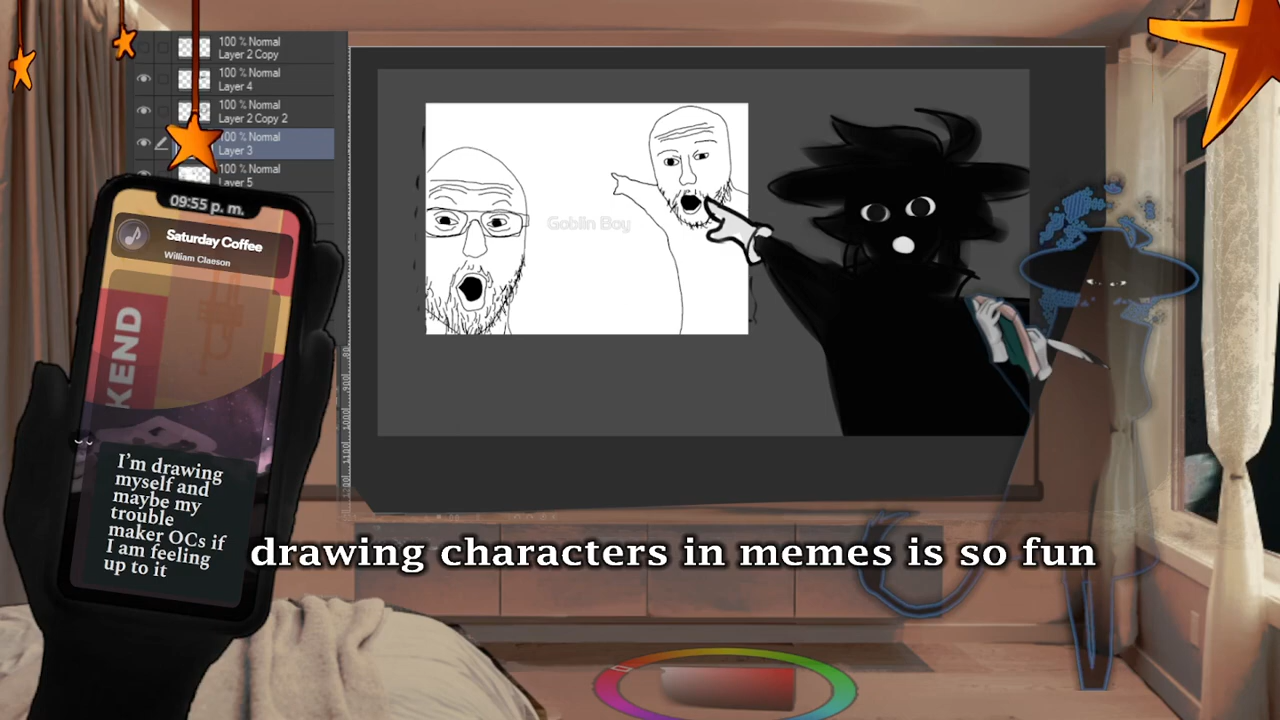 100 % Normal
Layer 2 Copy
100 % Normal
Layer 4
100 % Normal
Layer 2 Copy 2
100 % Normal
Layer 3
100 % Normal
Layer 5
09:55 p. m.
Saturday Coffee
William Claeson
KEND
Goblin Boy
I'm drawing
myself and
maybe my
trouble
maker OCs if
I am feeling
up to it
drawing characters in memes is so fun